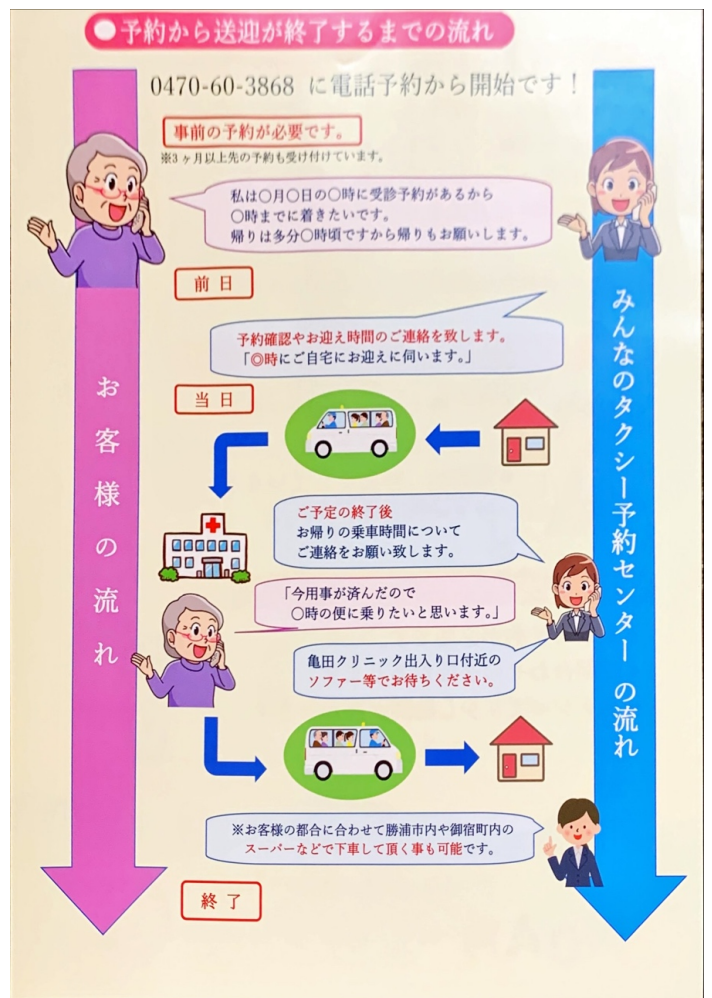 ●予約から送迎が終了するまでの流れ
0470-60-3868 に電話予約から開始です！
事前の予約が必要です。
※3ヶ月以上先の予約も受け付けています。
私は〇月〇日の〇時に受診予約があるから
〇時までに着きたいです。
帰りは多分〇時頃ですから帰りもお願いします。
前日
予約確認やお迎え時間のご連絡を致します。
「◎時にご自宅にお迎えに伺います。」
当日
ご予定の終了後
お帰りの乗車時間について
ご連絡をお願い致します。
「今用事が済んだので
〇時の便に乗りたいと思います。」
亀田クリニック出入り口付近の
ソファー等でお待ちください。
※お客様の都合に合わせて勝浦市内や御宿町内の
スーパーなどで下車して頂く事も可能です。
終了
お客様の流れ
みんなのタクシー予約センターの流れ